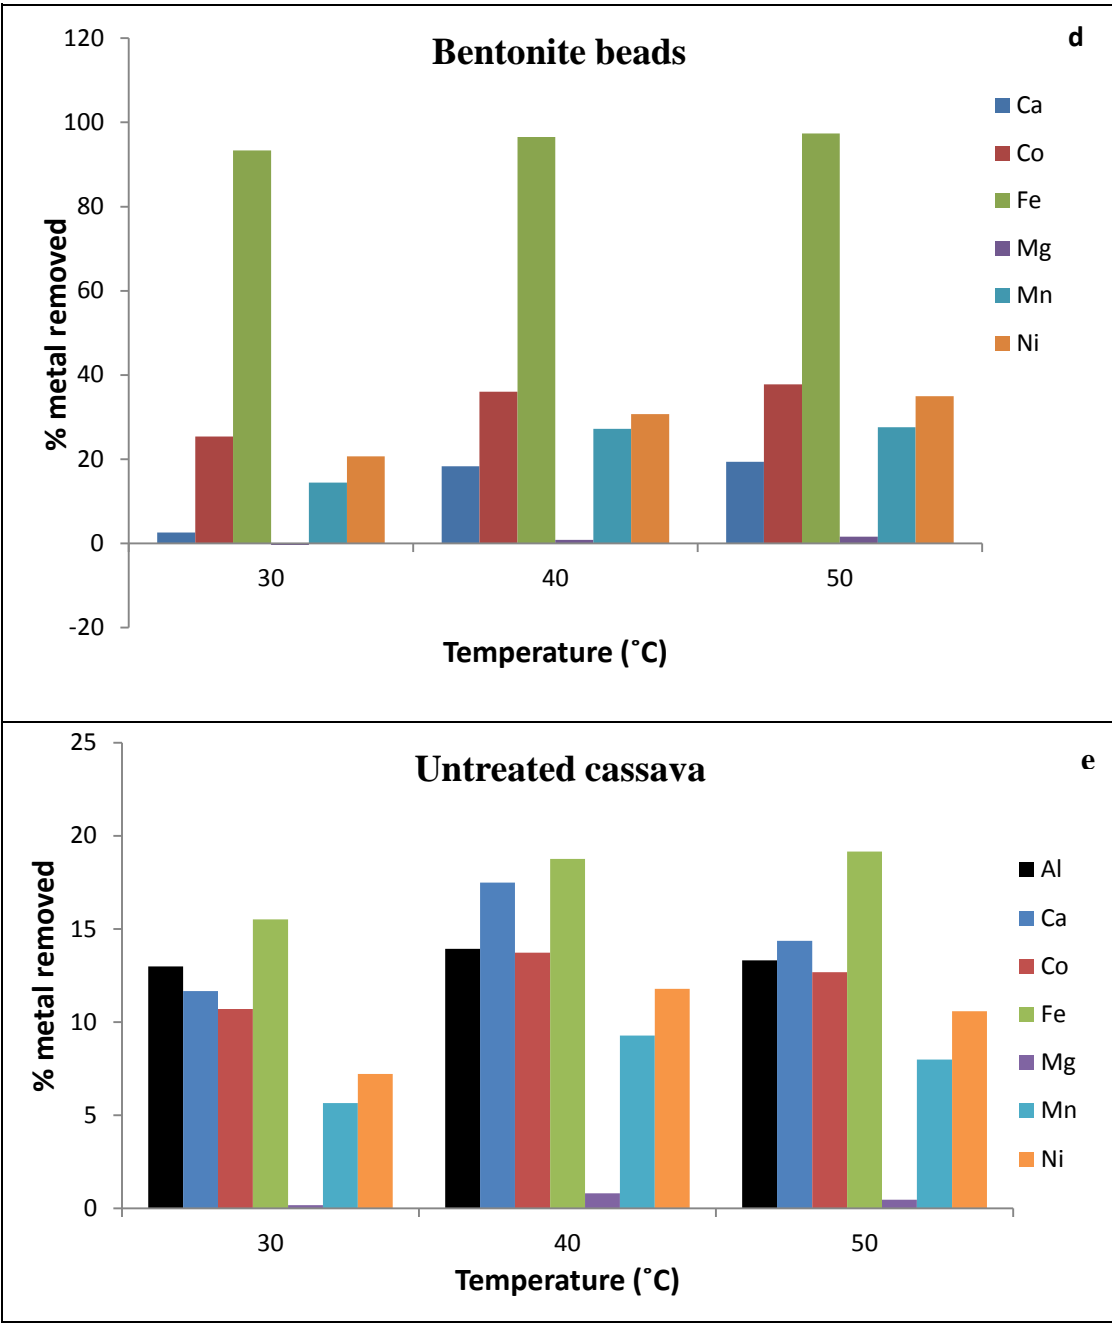 Bentonite beads
d
120
100
80
60
40
20
0
-20
% metal removed
30 40 50
Temperature (˚C)
Ca
Co
Fe
Mg
Mn
Ni
Untreated cassava
e
25
20
15
10
5
0
% metal removed
30 40 50
Temperature (˚C)
Al
Ca
Co
Fe
Mg
Mn
Ni